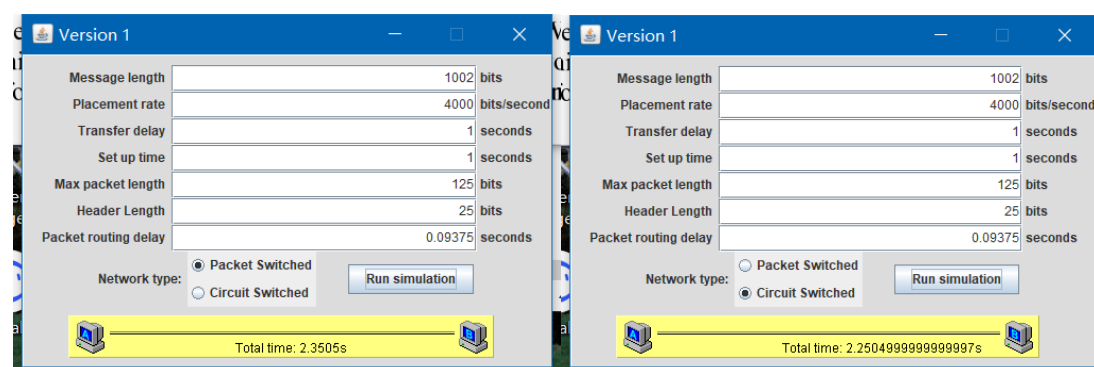 Version 1
Message length 1002 bits
Placement rate 4000 bits/second
Transfer delay 1 seconds
Set up time 1 seconds
Max packet length 125 bits
Header Length 25 bits
Packet routing delay 0.09375 seconds
Network type: Packet Switched
Circuit Switched
Run simulation
A B
Total time: 2.3505s
Version 1
Message length 1002 bits
Placement rate 4000 bits/second
Transfer delay 1 seconds
Set up time 1 seconds
Max packet length 125 bits
Header Length 25 bits
Packet routing delay 0.09375 seconds
Network type: Packet Switched
Circuit Switched
Run simulation
A B
Total time: 2.2504999999999997s